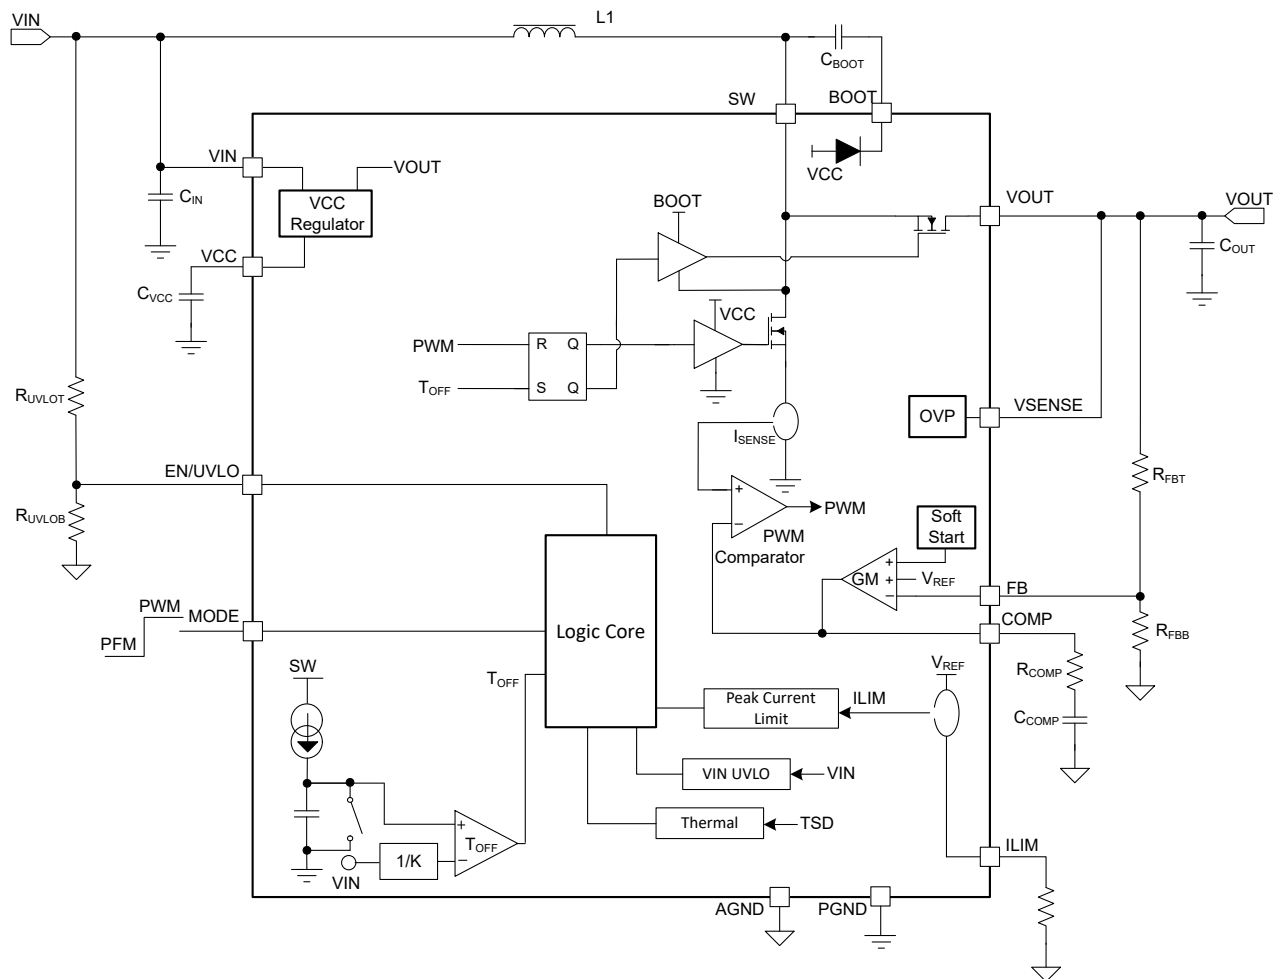 VIN
L1
CBOOT
SW
BOOT
VCC
VIN
VOUT
CIN
VCC
Regulator
VCC
CVCC
BOOT
VOUT
VOUT
COUT
VCC
PWM
R Q
TOFF
S Q
RUVLOT
OVP
VSENSE
ISENSE
EN/UVLO
RUVLOB
+
−
PWM
PWM
Comparator
RFBT
Soft
Start
GM
+
+
−
VREF
FB
COMP
RFBB
PWM
PFM
MODE
Logic Core
RCOMP
CCOMP
SW
TOFF
VREF
Peak Current
Limit
ILIM
VIN UVLO
VIN
Thermal
TSD
+
TOFF
−
1/K
VIN
ILIM
AGND
PGND